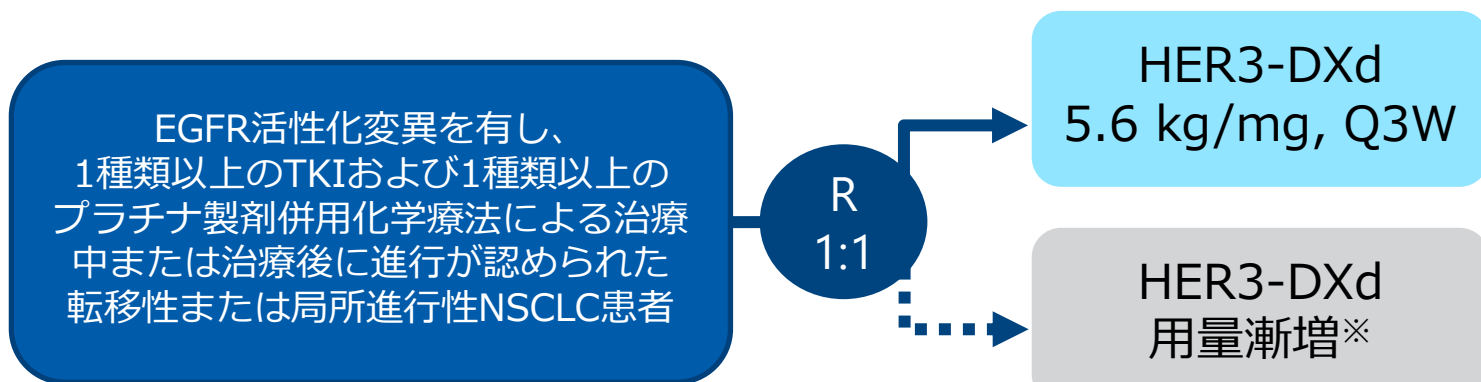 EGFR活性化変異を有し、
1種類以上のTKIおよび1種類以上の
プラチナ製剤併用化学療法による治療
中または治療後に進行が認められた
転移性または局所進行性NSCLC患者
R
1:1
HER3-DXd
5.6 kg/mg, Q3W
HER3-DXd
用量漸増※